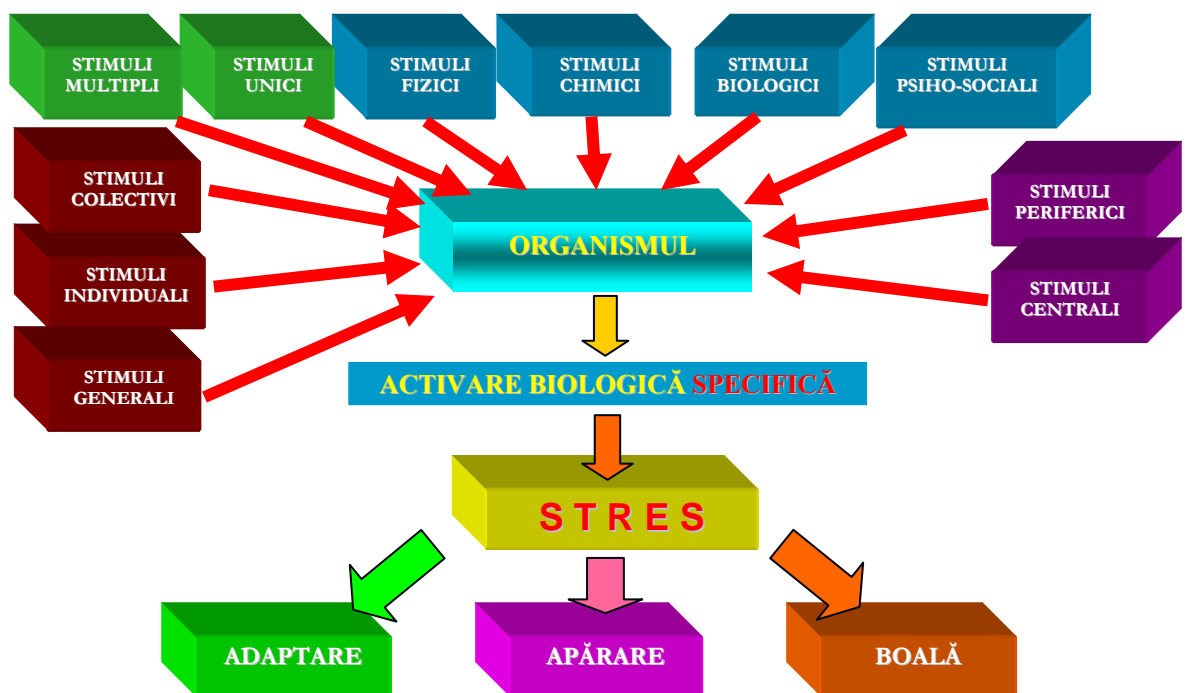 STIMULI
MULTIPLI
STIMULI
UNICI
STIMULI
FIZICI
STIMULI
CHIMICI
STIMULI
BIOLOGICI
STIMULI
PSIHO-SOCIALI
STIMULI
COLECTIVI
STIMULI
PERIFERICI
ORGANISMUL
STIMULI
INDIVIDUALI
STIMULI
CENTRALI
STIMULI
GENERALI
ACTIVARE BIOLOGICĂ SPECIFICĂ
S T R E S
ADAPTARE
APĂRARE
BOALĂ